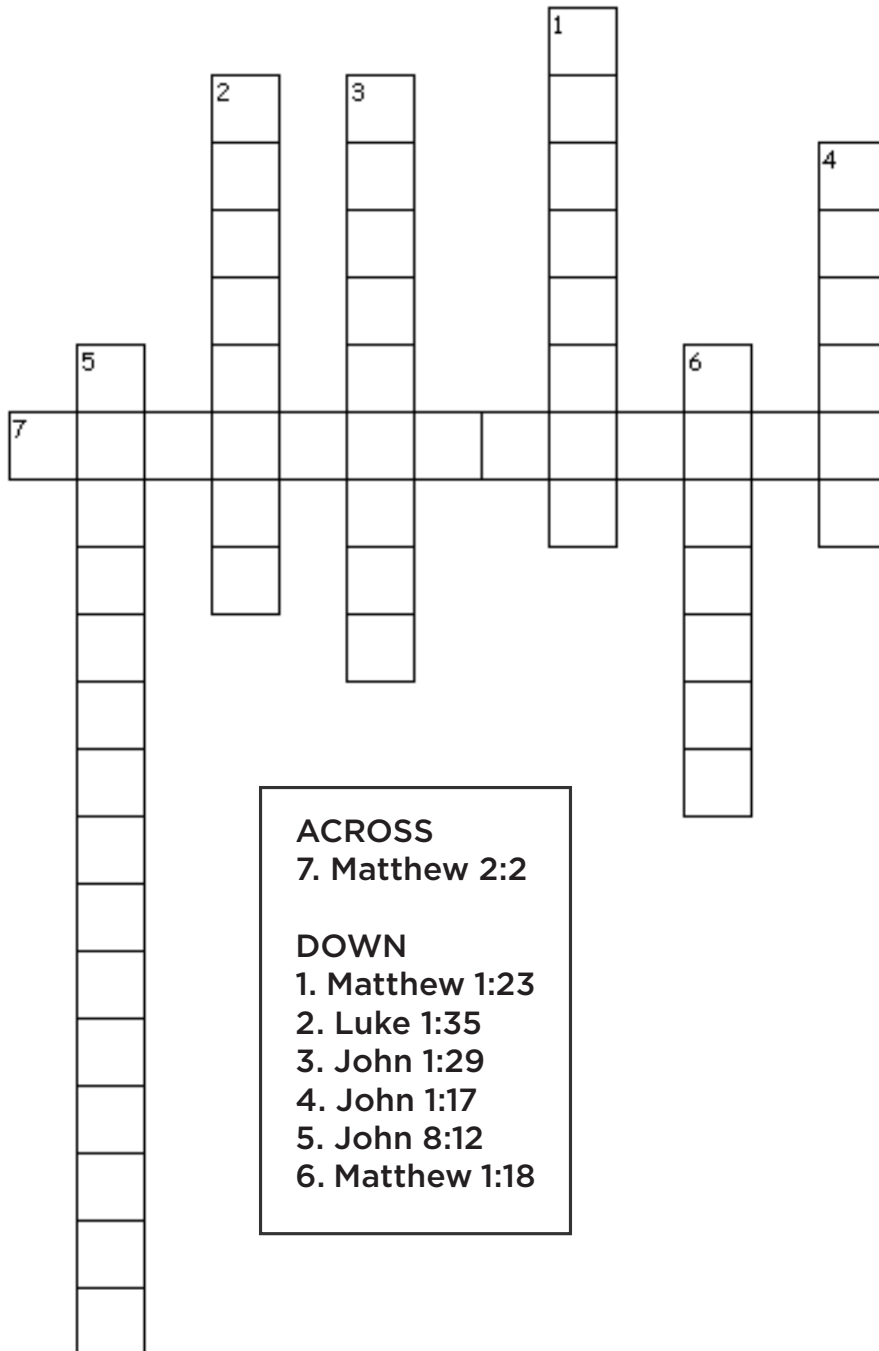 1
2 3
4
5 6
7
ACROSS
7. Matthew 2:2
DOWN
1. Matthew 1:23
2. Luke 1:35
3. John 1:29
4. John 1:17
5. John 8:12
6. Matthew 1:18